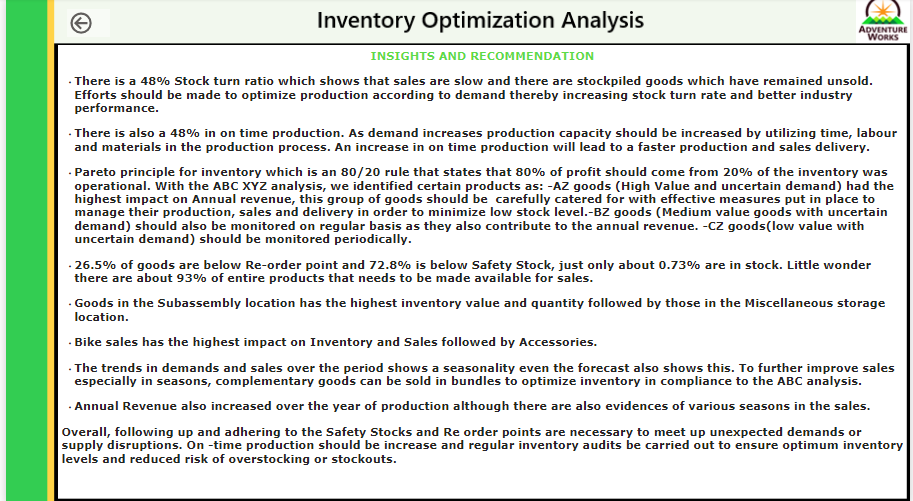 Inventory Optimization Analysis
ADVENTURE
WORKS
INSIGHTS AND RECOMMENDATION
· There is a 48% Stock turn ratio which shows that sales are slow and there are stockpiled goods which have remained unsold.
Efforts should be made to optimize production according to demand thereby increasing stock turn rate and better industry
performance.
· There is also a 48% in on time production. As demand increases production capacity should be increased by utilizing time, labour
and materials in the production process. An increase in on time production will lead to a faster production and sales delivery.
· Pareto principle for inventory which is an 80/20 rule that states that 80% of profit should come from 20% of the inventory was
operational. With the ABC XYZ analysis, we identified certain products as: -AZ goods (High Value and uncertain demand) had the
highest impact on Annual revenue, this group of goods should be  carefully catered for with effective measures put in place to
manage their production, sales and delivery in order to minimize low stock level.-BZ goods (Medium value goods with uncertain
demand) should also be monitored on regular basis as they also contribute to the annual revenue. -CZ goods(low value with
uncertain demand) should be monitored periodically.
· 26.5% of goods are below Re-order point and 72.8% is below Safety Stock, just only about 0.73% are in stock. Little wonder
there are about 93% of entire products that needs to be made available for sales.
· Goods in the Subassembly location has the highest inventory value and quantity followed by those in the Miscellaneous storage
location.
· Bike sales has the highest impact on Inventory and Sales followed by Accessories.
· The trends in demands and sales over the period shows a seasonality even the forecast also shows this. To further improve sales
especially in seasons, complementary goods can be sold in bundles to optimize inventory in compliance to the ABC analysis.
· Annual Revenue also increased over the year of production although there are also evidences of various seasons in the sales.
Overall, following up and adhering to the Safety Stocks and Re order points are necessary to meet up unexpected demands or
supply disruptions. On -time production should be increase and regular inventory audits be carried out to ensure optimum inventory
levels and reduced risk of overstocking or stockouts.